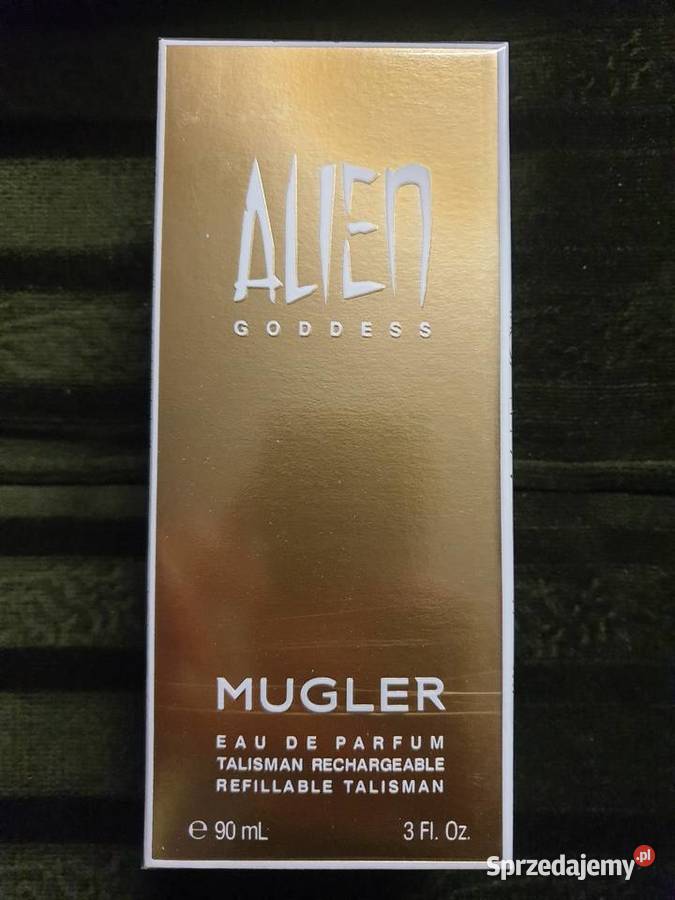 ALIEN
GODDESS
MUGLER
EAU DE PARFUM
TALISMAN RECHARGEABLE
REFILLABLE TALISMAN
℮ 90 mL 3 Fl. Oz.
Sprzedajemy.pl